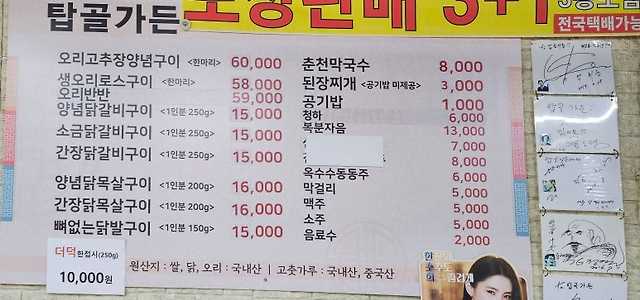 탑골가든
포장판매 3+1
전국택배가능
오리고추장양념구이 <한마리> 60,000
생오리로스구이 <한마리> 58,000
오리반반 59,000
양념닭갈비구이 <1인분 250g> 15,000
소금닭갈비구이 <1인분 250g> 15,000
간장닭갈비구이 <1인분 250g> 15,000
양념닭목살구이 <1인분 200g> 16,000
간장닭목살구이 <1인분 200g> 16,000
뼈없는닭발구이 <1인분 150g> 15,000
더덕한접시(250g)
10,000원
춘천막국수 8,000
된장찌개 <공기밥 미제공> 3,000
공기밥 1,000
청하 6,000
복분자음 13,000
7,000
8,000
옥수수동동주 6,000
막걸리 5,000
맥주 5,000
소주 5,000
음료수 2,000
원산지 : 쌀, 닭, 오리 : 국내산 | 고춧가루 : 국내산, 중국산